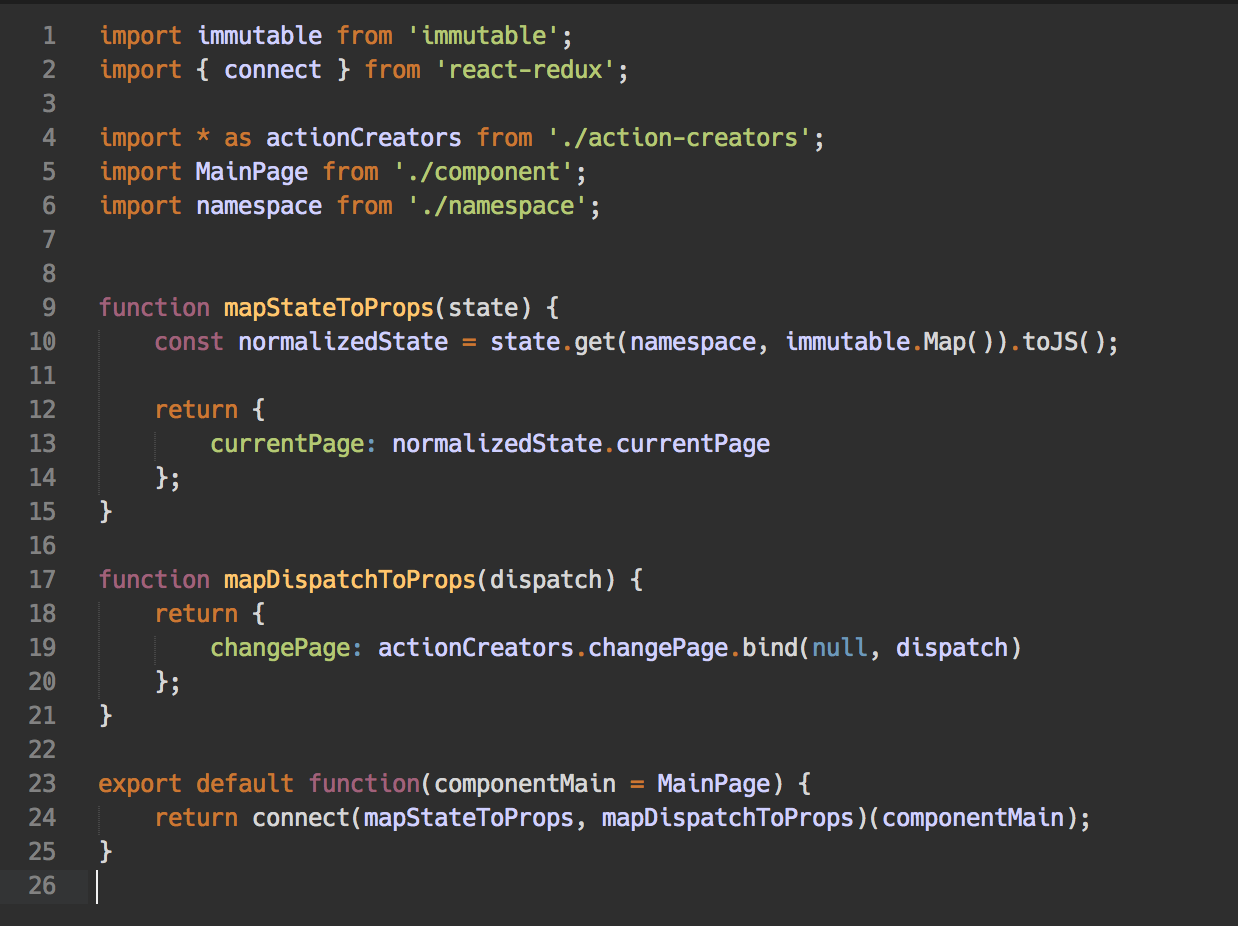 1 import immutable from 'immutable';
2 import { connect } from 'react-redux';
3
4 import * as actionCreators from './action-creators';
5 import MainPage from './component';
6 import namespace from './namespace';
7
8
9 function mapStateToProps(state) {
10     const normalizedState = state.get(namespace, immutable.Map()).toJS();
11
12     return {
13         currentPage: normalizedState.currentPage
14     };
15 }
16
17 function mapDispatchToProps(dispatch) {
18     return {
19         changePage: actionCreators.changePage.bind(null, dispatch)
20     };
21 }
22
23 export default function(componentMain = MainPage) {
24     return connect(mapStateToProps, mapDispatchToProps)(componentMain);
25 }
26